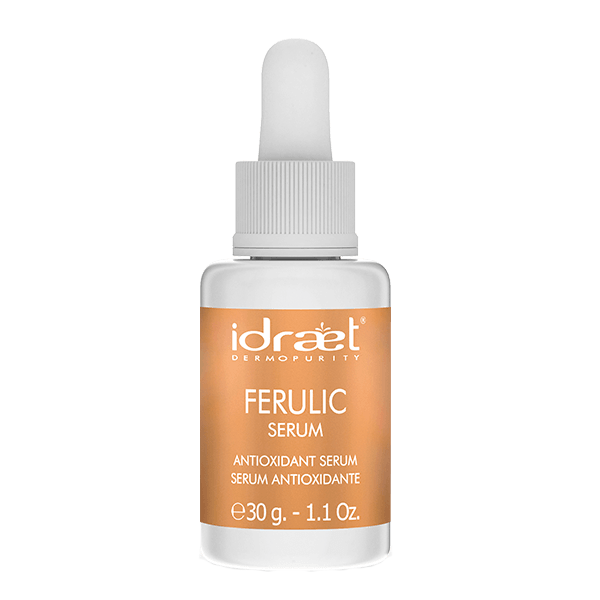 idraet®
DERMOPURITY
FERULIC
SERUM
ANTIOXIDANT SERUM
SERUM ANTIOXIDANTE
℮30 g. - 1.1 Oz.